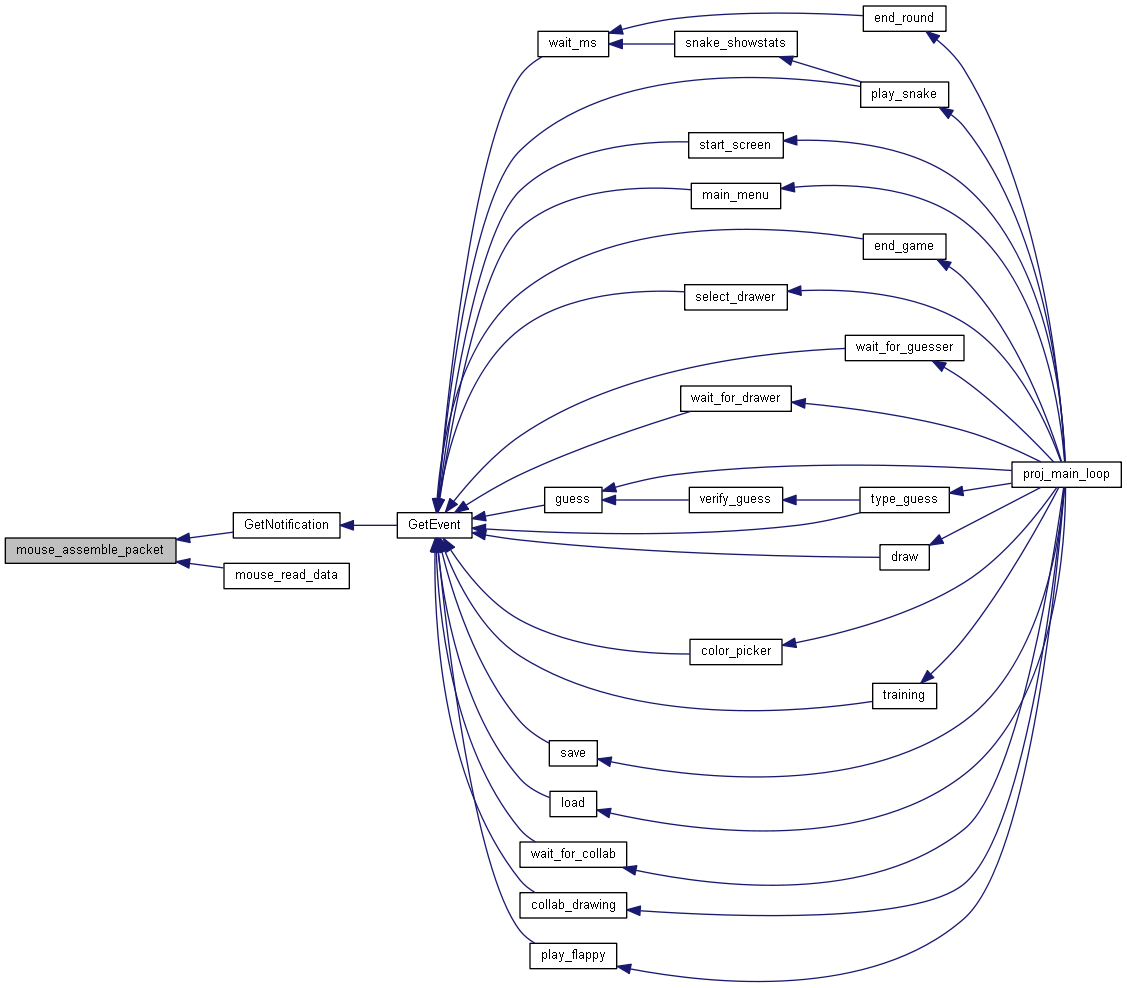 end_round
wait_ms
snake_showstats
play_snake
start_screen
main_menu
end_game
select_drawer
wait_for_guesser
wait_for_drawer
proj_main_loop
guess
verify_guess
type_guess
GetNotification
GetEvent
mouse_assemble_packet
draw
mouse_read_data
color_picker
training
save
load
wait_for_collab
collab_drawing
play_flappy